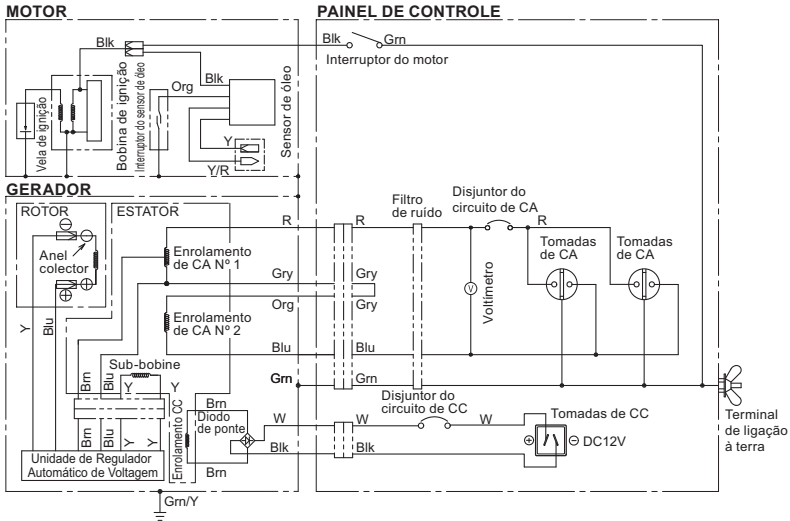 MOTOR
PAINEL DE CONTROLE
Blk
Blk
Grn
Interruptor do motor
Vela de ignição
Bobina de ignição
Interruptor do sensor de óleo
Org
Blk
Sensor de óleo
Y
Y/R
GERADOR
ROTOR
ESTATOR
Anel
colector
R
Enrolamento
de CA Nº 1
Gry
Org
Enrolamento
de CA Nº 2
Blu
Grn
Y
Blu
Sub-bobine
Brn
Blu
Y
Y
Brn
Blu
Y
Y
Unidade de Regulador
Automático de Voltagem
Enrolamento CC
Brn
Diodo
de ponte
Brn
W
Blk
Grn/Y
R
Gry
Gry
Blu
Grn
Filtro
de ruído
Disjuntor do
circuito de CA
R
V
Voltímetro
Tomadas
de CA
Tomadas
de CA
W
Blk
Disjuntor do
circuito de CC
W
Tomadas de CC
DC12V
Terminal
de ligação
à terra